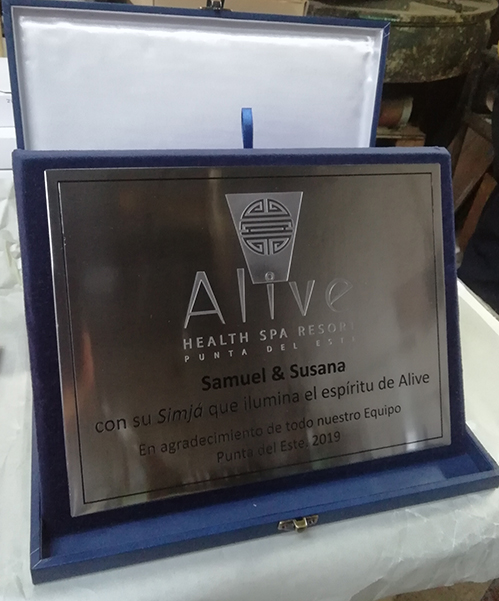 Alive
HEALTH SPA RESORT
PUNTA DEL ESTE
Samuel & Susana
con su Simjá que ilumina el espíritu de Alive
En agradecimiento de todo nuestro Equipo
Punta del Este. 2019